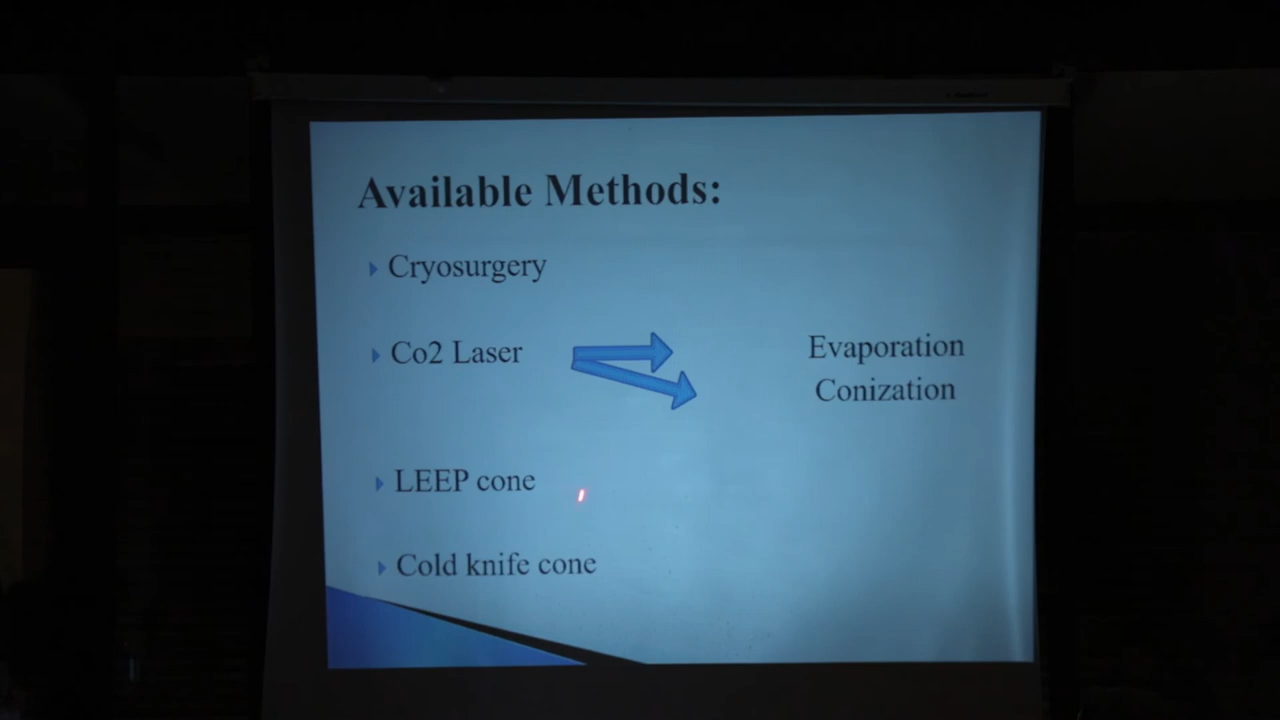 Available Methods:
Cryosurgery
Co2 Laser
Evaporation
Conization
LEEP cone
Cold knife cone